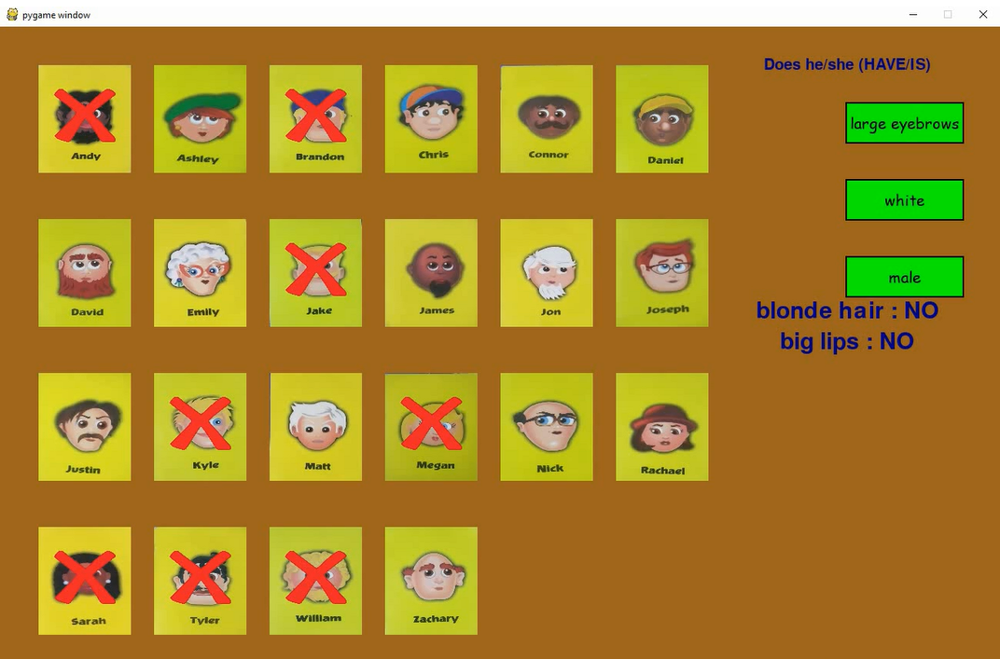 pygame window
Does he/she (HAVE/IS)
large eyebrows
white
male
blonde hair : NO
big lips : NO
Andy
Ashley
Brandon
Chris
Connor
Daniel
David
Emily
Jake
James
Jon
Joseph
Justin
Kyle
Matt
Megan
Nick
Rachael
Sarah
Tyler
William
Zachary